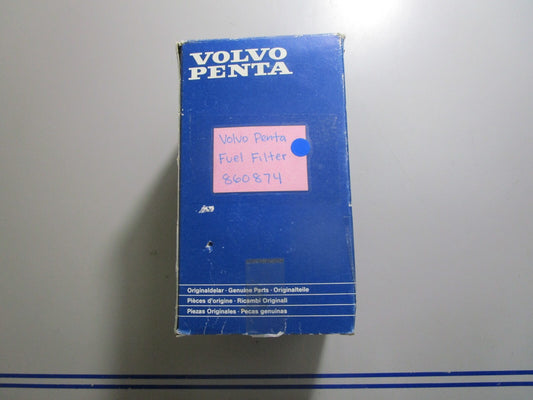 VOLVO
PENTA
Volvo Penta
Fuel Filter
860874
Originaldelar · Genuine Parts · Originalteile
Pièces d'origine · Ricambi Originali
Piezas Originales · Peças genuinas